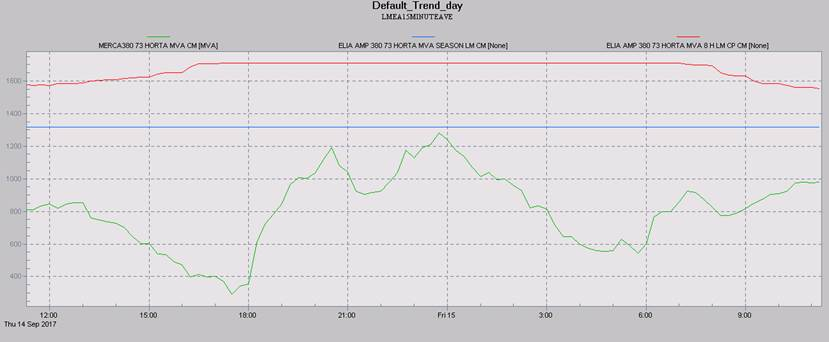 Default_Trend_day
LMEA15MINUTEAVE
MERCA380 73 HORTA MVA CM [MVA] ELIA AMP 380 73 HORTA MVA SEASON LM CM [None] ELIA AMP 380 73 HORTA MVA 8 H LM CP CM [None]
1600
1400
1200
1000
800
600
400
12:00 15:00 18:00 21:00 Fri 15 3:00 6:00 9:00
Thu 14 Sep 2017